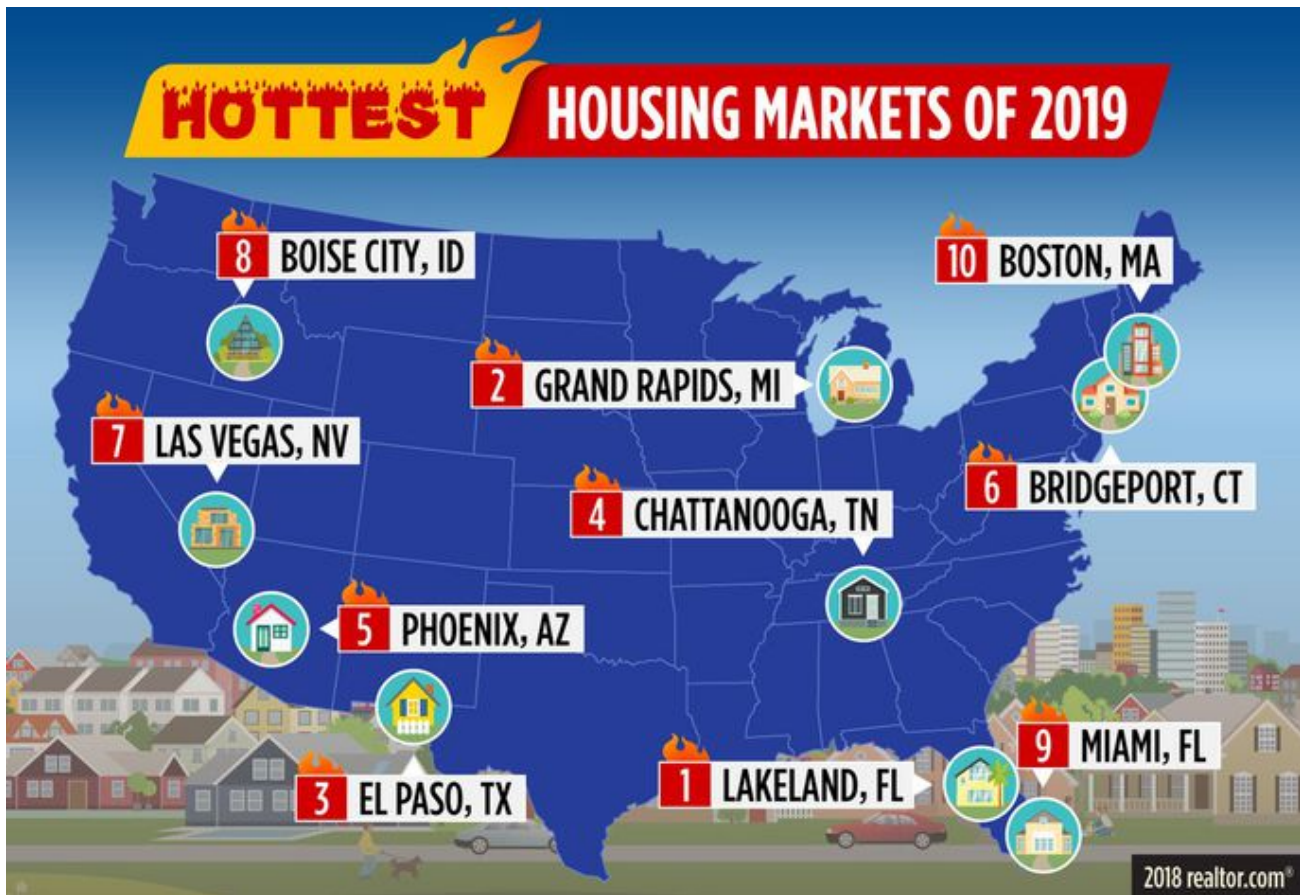 HOTTEST HOUSING MARKETS OF 2019
8 BOISE CITY, ID
10 BOSTON, MA
2 GRAND RAPIDS, MI
7 LAS VEGAS, NV
6 BRIDGEPORT, CT
4 CHATTANOOGA, TN
5 PHOENIX, AZ
9 MIAMI, FL
3 EL PASO, TX
1 LAKELAND, FL
2018 realtor.com®